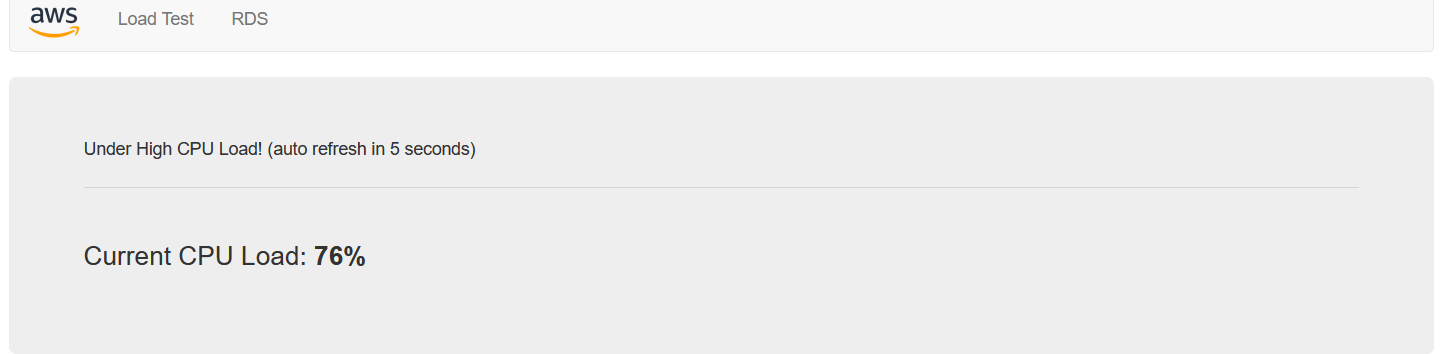 aws Load Test RDS
Under High CPU Load! (auto refresh in 5 seconds)
Current CPU Load: 76%